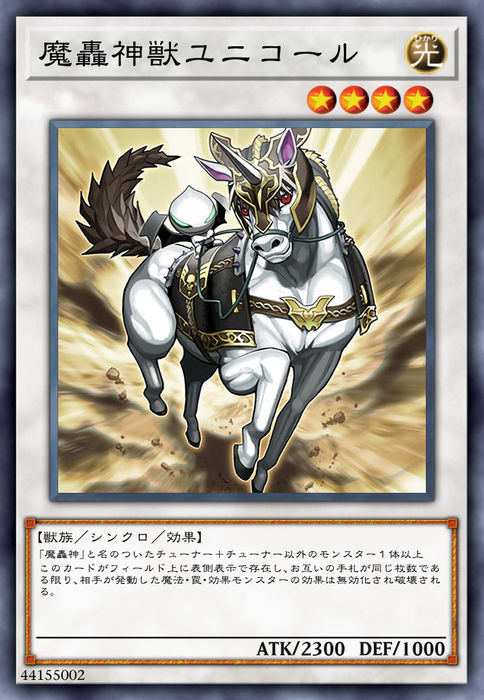 魔轟神獣ユニコール
ひかり
光
【獣族／シンクロ／効果】
「魔轟神」と名のついたチューナー＋チューナー以外のモンスター１体以上
このカードがフィールド上に表側表示で存在し、お互いの手札が同じ枚数であ
る限り、相手が発動した魔法・罠・効果モンスターの効果は無効化され破壊され
る。
ATK/2300 DEF/1000
44155002